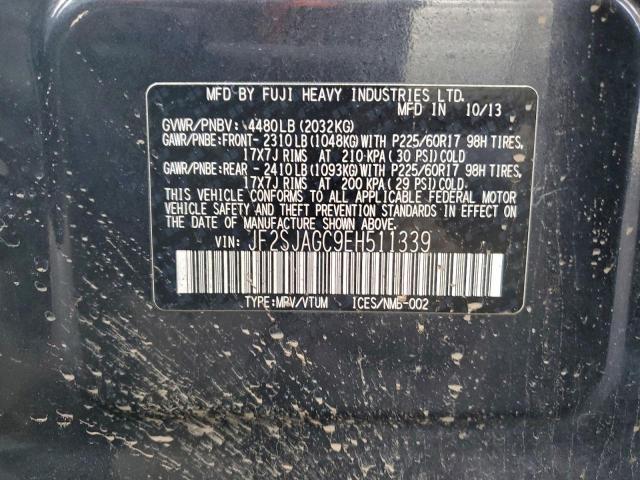 MFD BY FUJI HEAVY INDUSTRIES LTD.
MFD IN 10/13
GVWR/PNBV: 4480LB (2032KG)
GAWR/PNBE:FRONT- 2310LB(1048KG)WITH P225/60R17 98H TIRES,
17X7J RIMS AT 210 KPA (30 PSI)COLD
GAWR/PNBE:REAR - 2410LB(1093KG)WITH P225/60R17 98H TIRES,
17X7J RIMS AT 200 KPA (29 PSI)COLD.
THIS VEHICLE CONFORMS TO ALL APPLICABLE FEDERAL MOTOR
VEHICLE SAFETY AND THEFT PREVENTION STANDARDS IN EFFECT
ON THE DATE OF MANUFACTURE SHOWN ABOVE.
VIN: JF2SJAGC9EH511339
TYPE:MPV/VTUM ICES/NMB-002